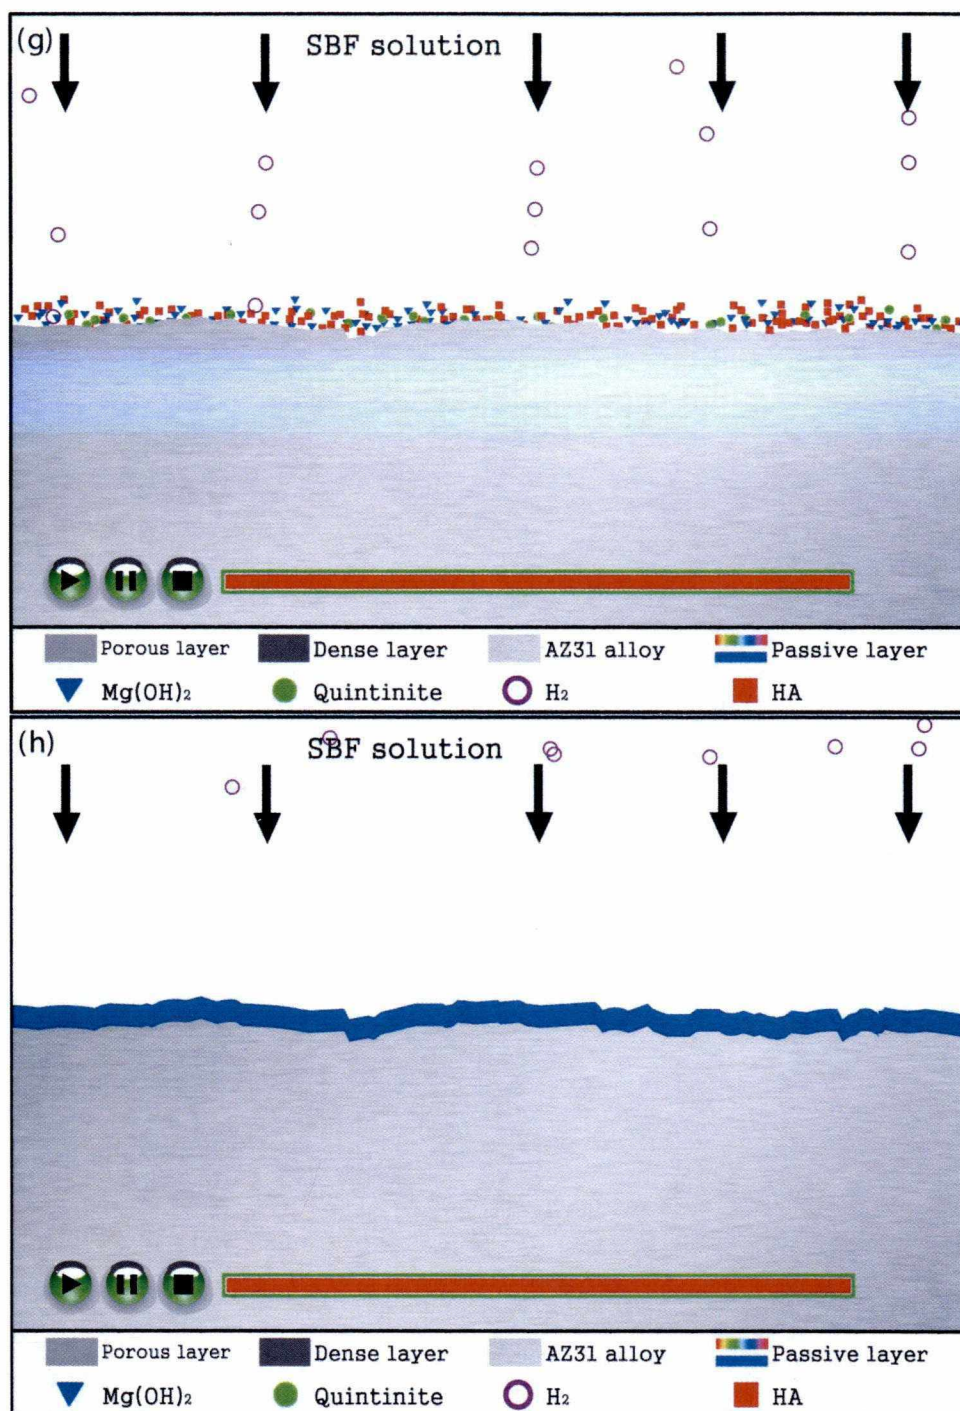 (g)
SBF solution
Porous layer Dense layer AZ31 alloy Passive layer
Mg(OH)₂ Quintinite H₂ HA
(h)
SBF solution
Porous layer Dense layer AZ31 alloy Passive layer
Mg(OH)₂ Quintinite H₂ HA